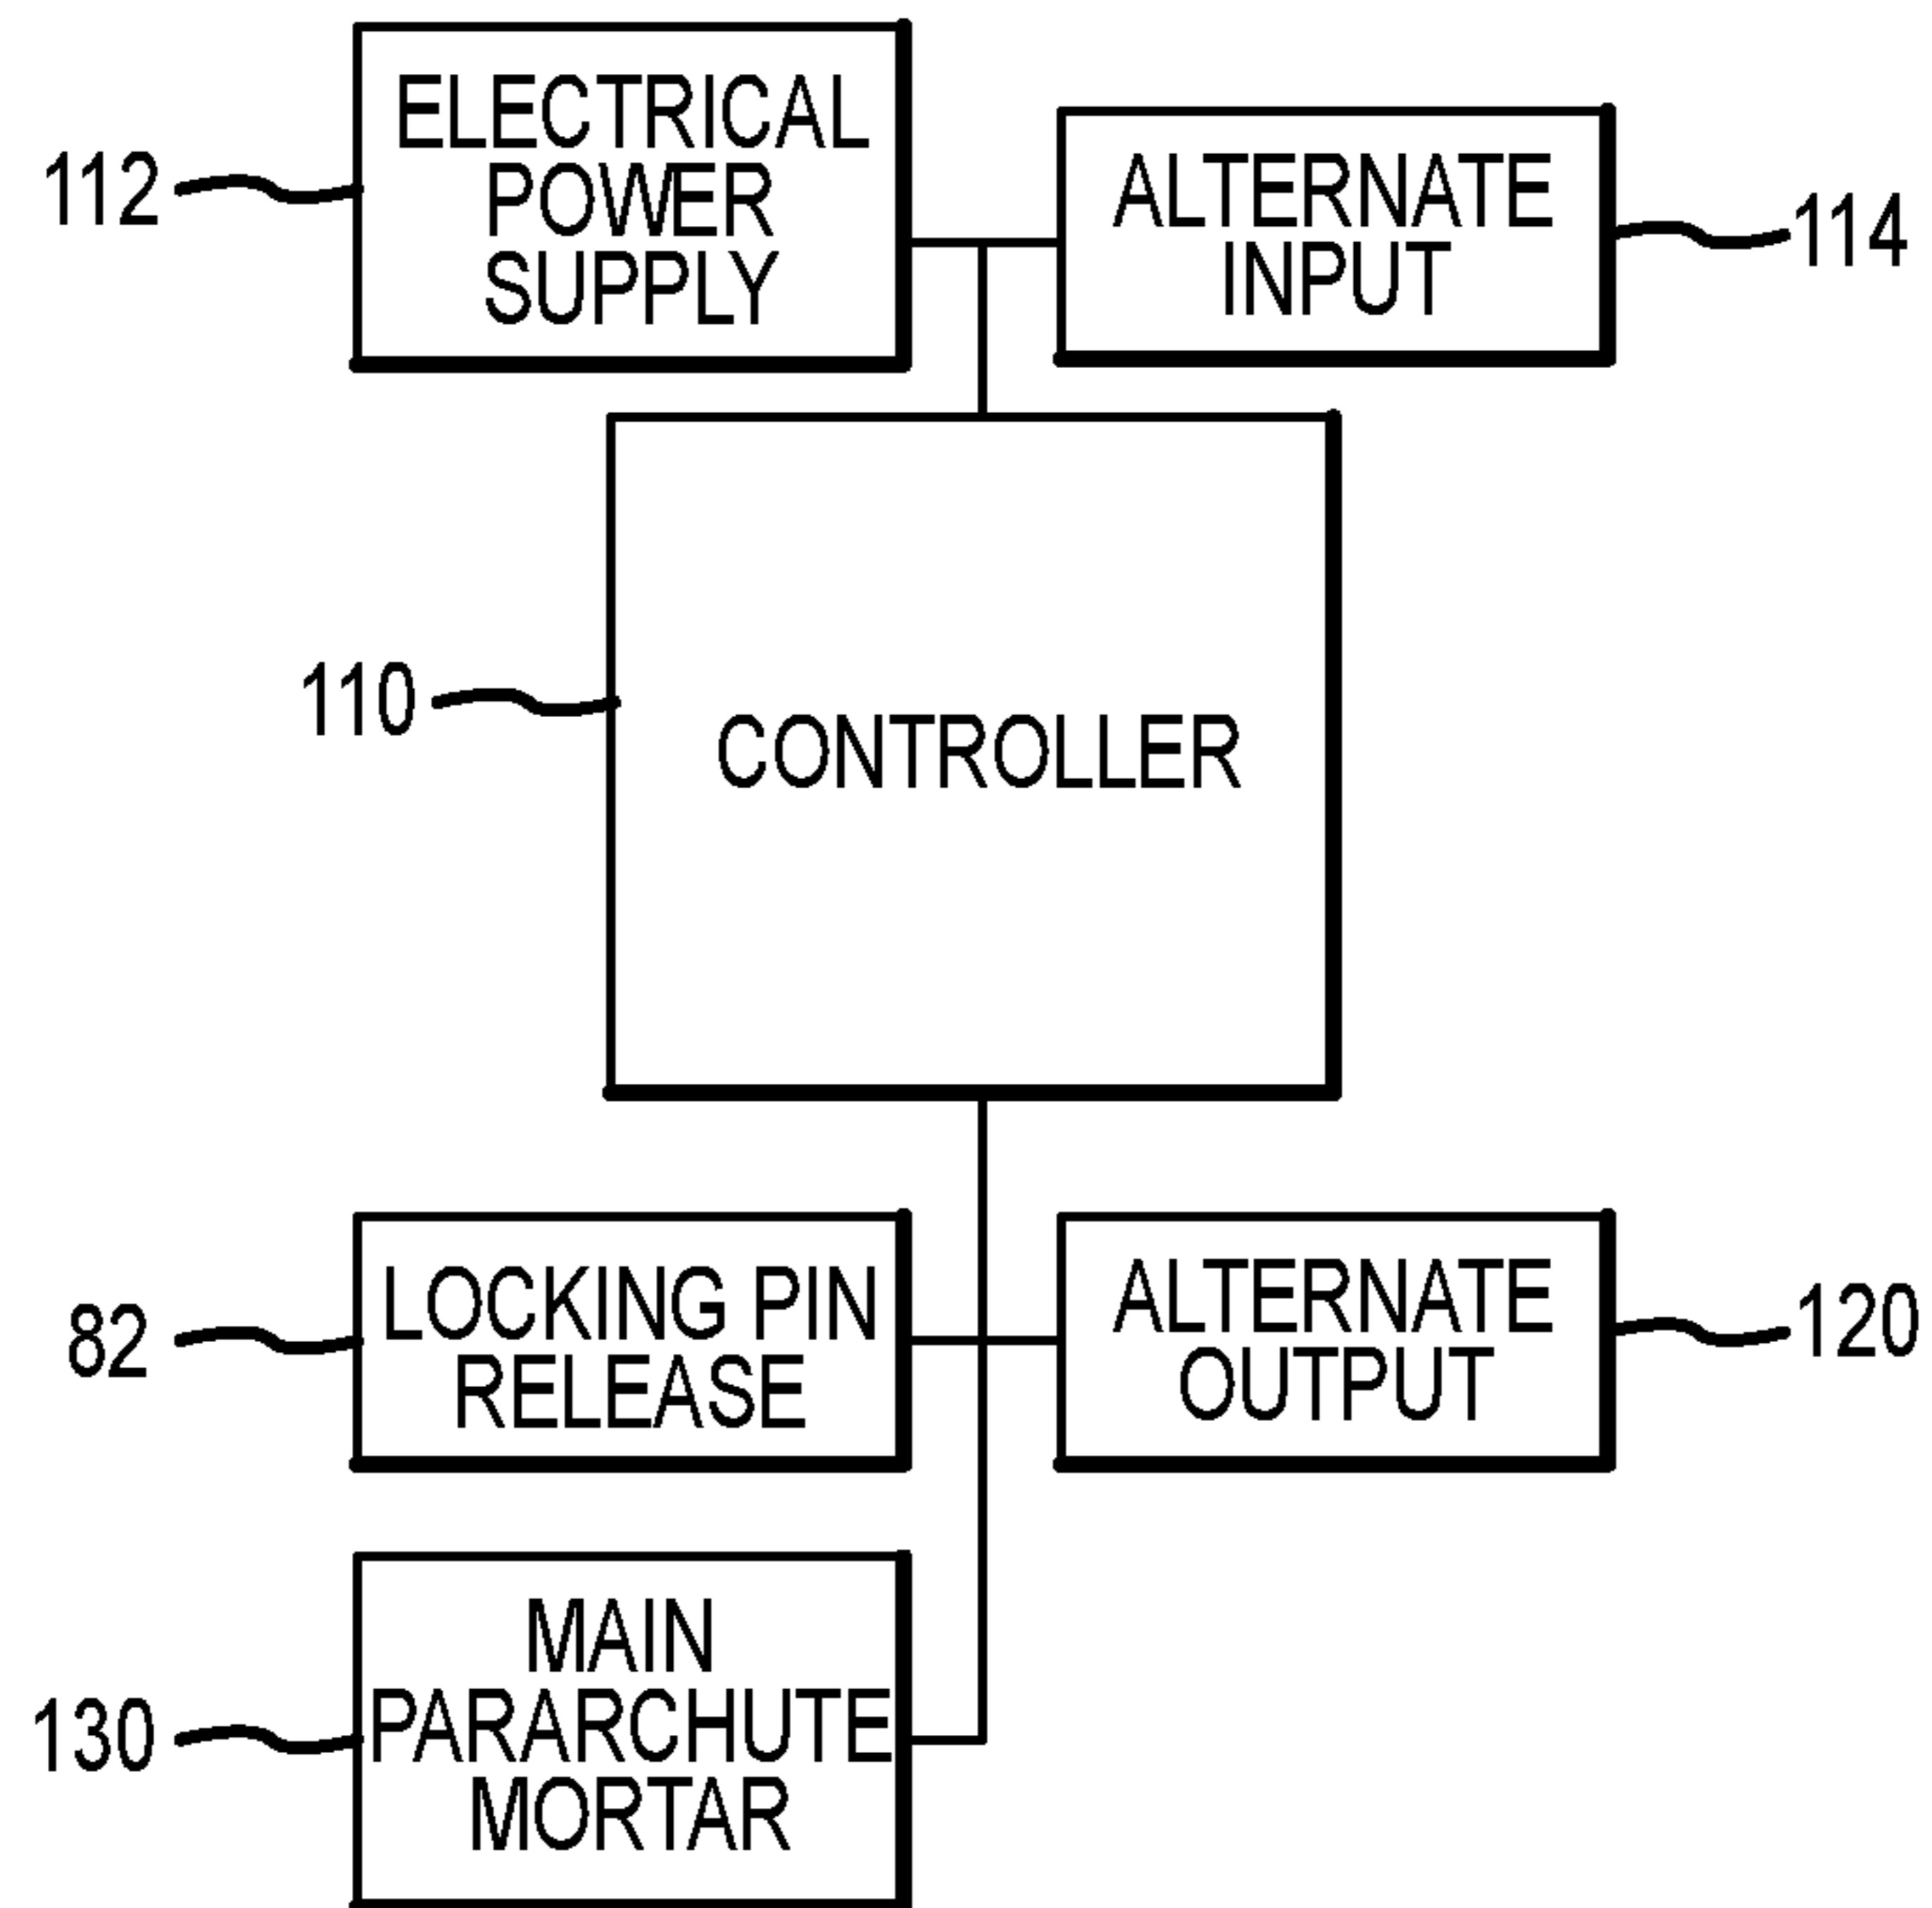 112
ELECTRICAL
POWER
SUPPLY
ALTERNATE
INPUT
114
110
CONTROLLER
82
LOCKING PIN
RELEASE
ALTERNATE
OUTPUT
120
130
MAIN
PARARCHUTE
MORTAR